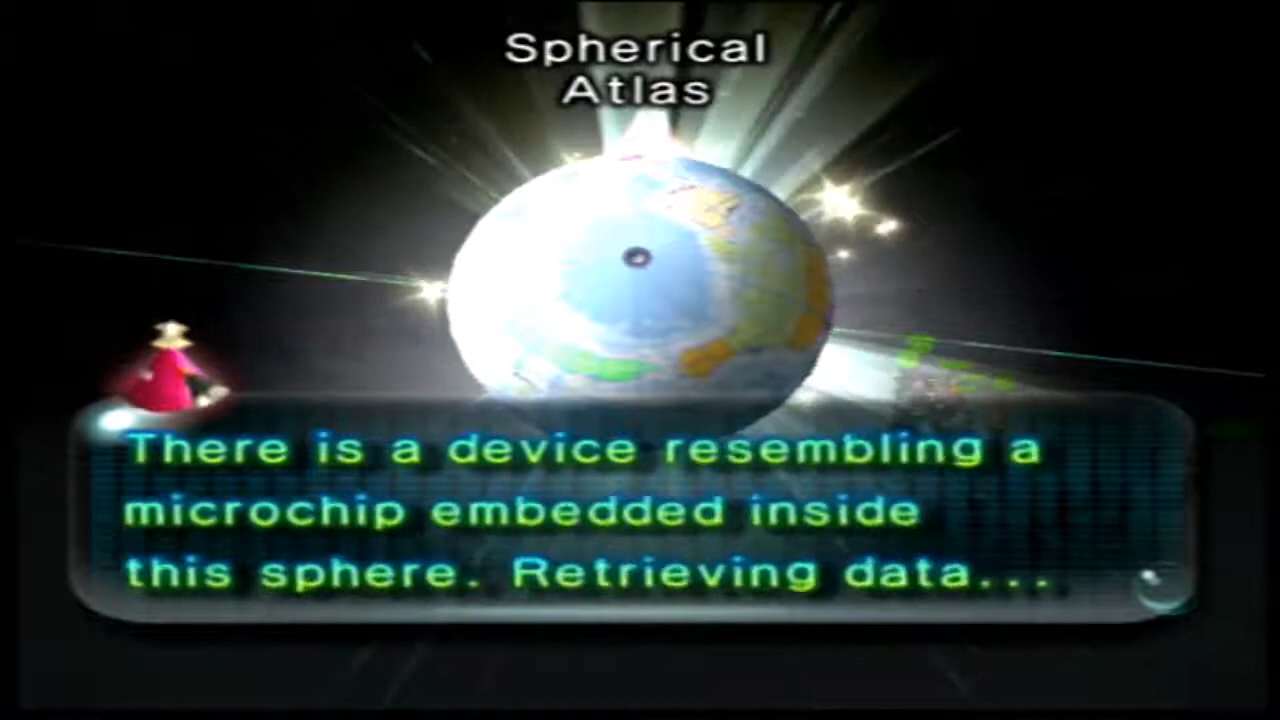 Spherical
Atlas
There is a device resembling a
microchip embedded inside
this sphere. Retrieving data...